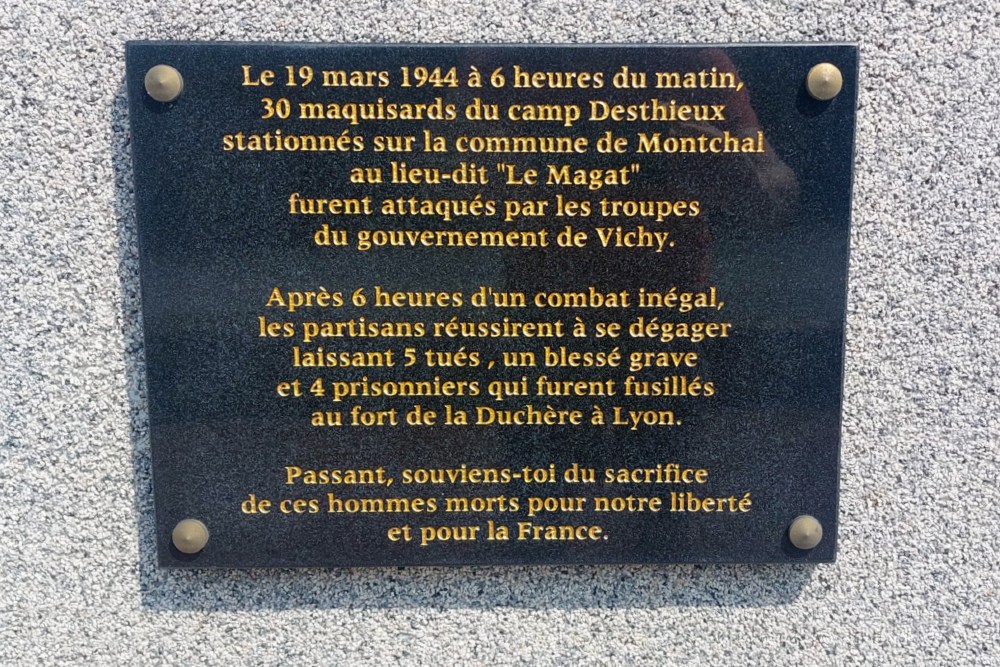 Le 19 mars 1944 à 6 heures du matin,
30 maquisards du camp Desthieux
stationnés sur la commune de Montchal
au lieu-dit "Le Magat"
furent attaqués par les troupes
du gouvernement de Vichy.
Après 6 heures d'un combat inégal,
les partisans réussirent à se dégager
laissant 5 tués , un blessé grave
et 4 prisonniers qui furent fusillés
au fort de la Duchère à Lyon.
Passant, souviens-toi du sacrifice
de ces hommes morts pour notre liberté
et pour la France.